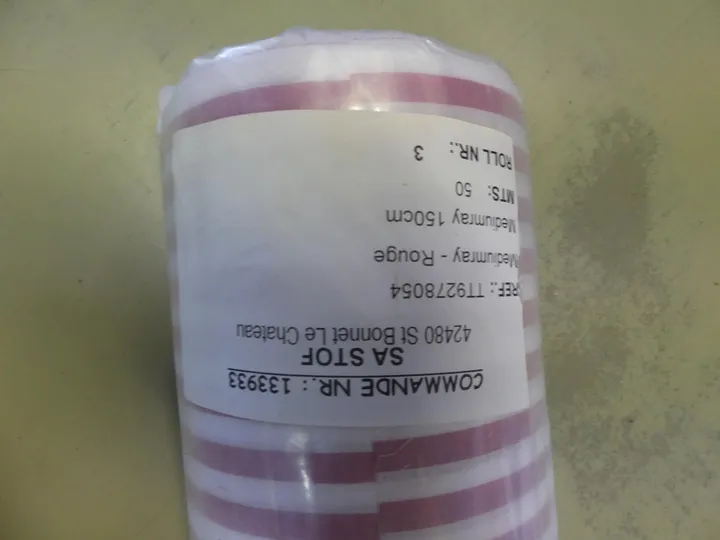 COMMANDE NR.: 133933
SA STOF
42480 St Bonnet Le Chateau
REF.: TT9278054
Mediumray - Rouge
Mediumray 150cm
MTS: 50
ROLL NR.: 3